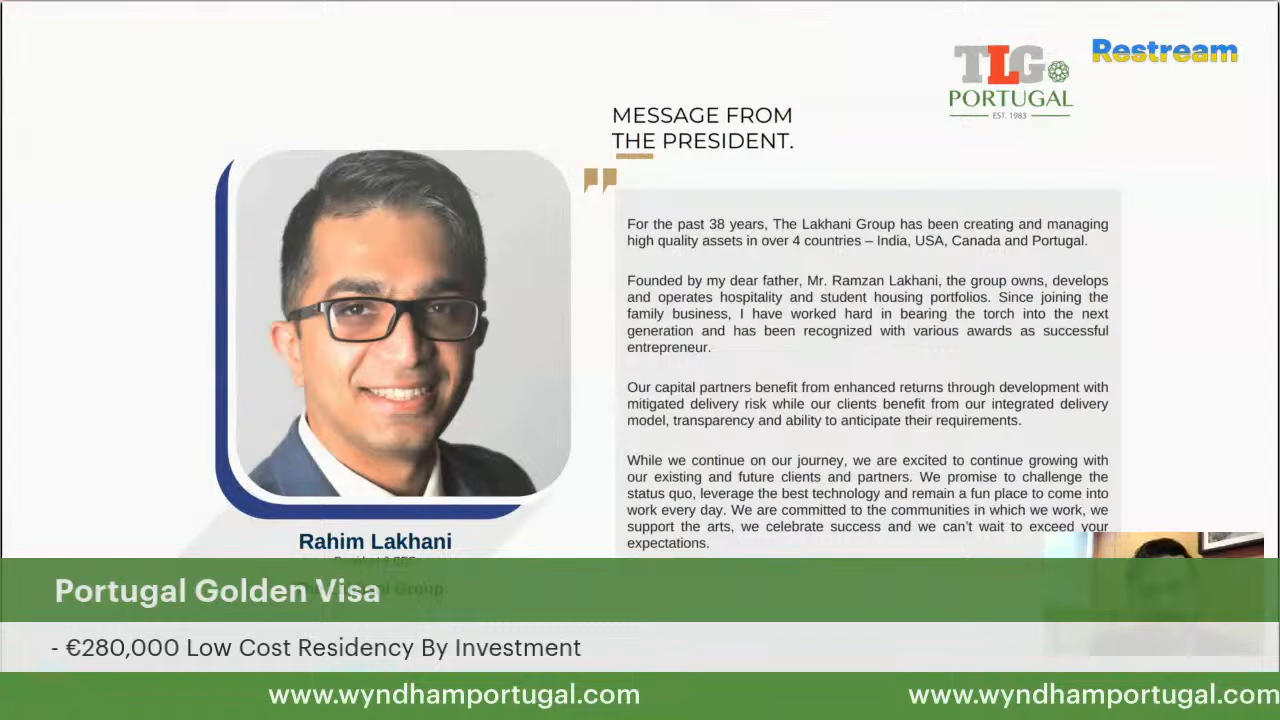 TLG
PORTUGAL
EST. 1983
Restream
MESSAGE FROM
THE PRESIDENT.
For the past 38 years, The Lakhani Group has been creating and managing
high quality assets in over 4 countries – India, USA, Canada and Portugal.
Founded by my dear father, Mr. Ramzan Lakhani, the group owns, develops
and operates hospitality and student housing portfolios. Since joining the
family business, I have worked hard in bearing the torch into the next
generation and has been recognized with various awards as successful
entrepreneur.
Our capital partners benefit from enhanced returns through development with
mitigated delivery risk while our clients benefit from our integrated delivery
model, transparency and ability to anticipate their requirements.
While we continue on our journey, we are excited to continue growing with
our existing and future clients and partners. We promise to challenge the
status quo, leverage the best technology and remain a fun place to come into
work every day. We are committed to the communities in which we work, we
support the arts, we celebrate success and we can't wait to exceed your
expectations.
Rahim Lakhani
Portugal Golden Visa
- €280,000 Low Cost Residency By Investment
www.wyndhamportugal.com www.wyndhamportugal.com